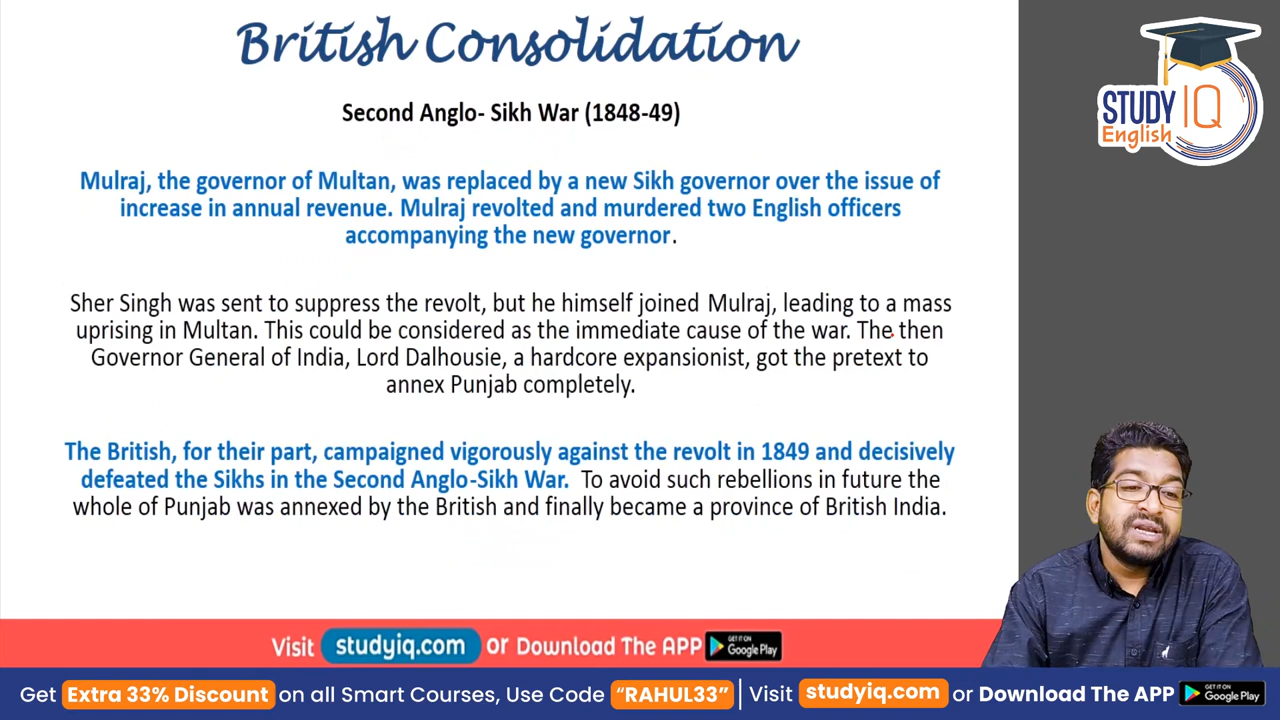 British Consolidation
STUDY IQ
English
Second Anglo- Sikh War (1848-49)
Mulraj, the governor of Multan, was replaced by a new Sikh governor over the issue of
increase in annual revenue. Mulraj revolted and murdered two English officers
accompanying the new governor.
Sher Singh was sent to suppress the revolt, but he himself joined Mulraj, leading to a mass
uprising in Multan. This could be considered as the immediate cause of the war. The then
Governor General of India, Lord Dalhousie, a hardcore expansionist, got the pretext to
annex Punjab completely.
The British, for their part, campaigned vigorously against the revolt in 1849 and decisively
defeated the Sikhs in the Second Anglo-Sikh War. To avoid such rebellions in future the
whole of Punjab was annexed by the British and finally became a province of British India.
Visit studyiq.com or Download The APP GET IT ON Google Play
Get Extra 33% Discount on all Smart Courses, Use Code “RAHUL33” | Visit studyiq.com or Download The APP GET IT ON Google Play